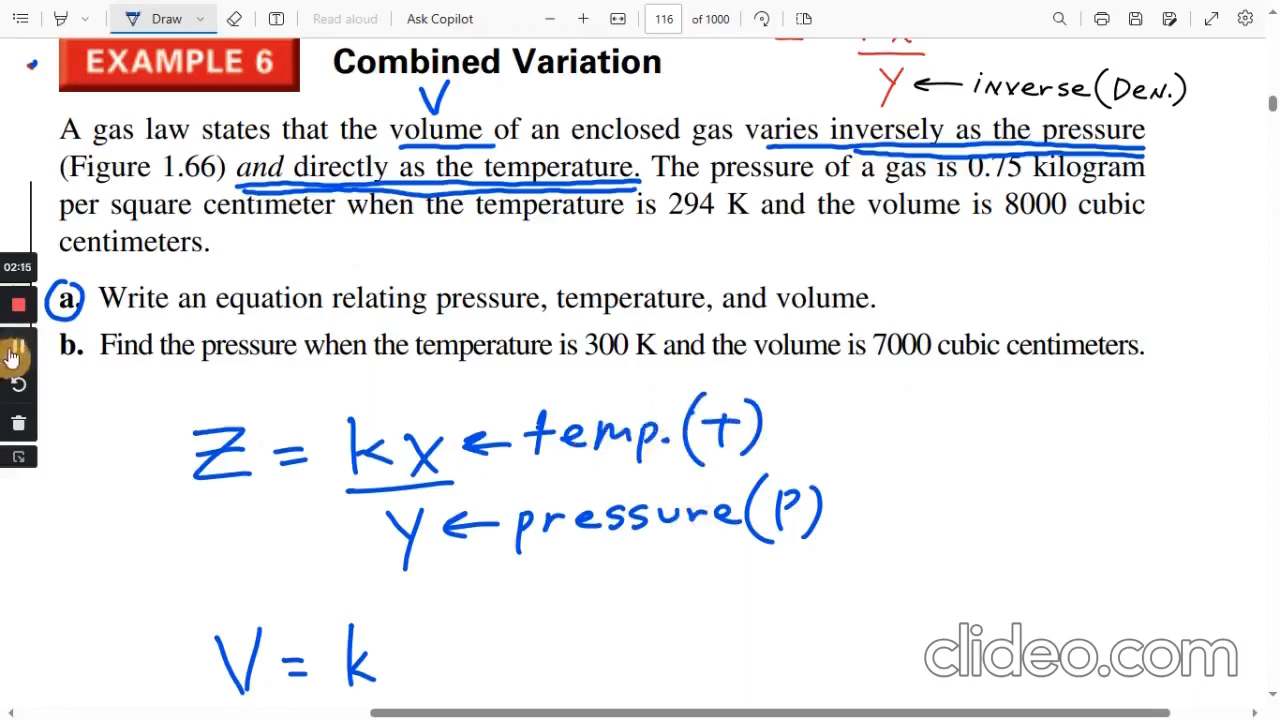 Draw
Read aloud
Ask Copilot
116 of 1000
EXAMPLE 6 Combined Variation
y ← inverse (Den.)
V
A gas law states that the volume of an enclosed gas varies inversely as the pressure
(Figure 1.66) and directly as the temperature. The pressure of a gas is 0.75 kilogram
per square centimeter when the temperature is 294 K and the volume is 8000 cubic
centimeters.
02:15
a. Write an equation relating pressure, temperature, and volume.
b. Find the pressure when the temperature is 300 K and the volume is 7000 cubic centimeters.
Z = kx ← temp. (T)
y ← pressure (P)
V = k
clideo.com